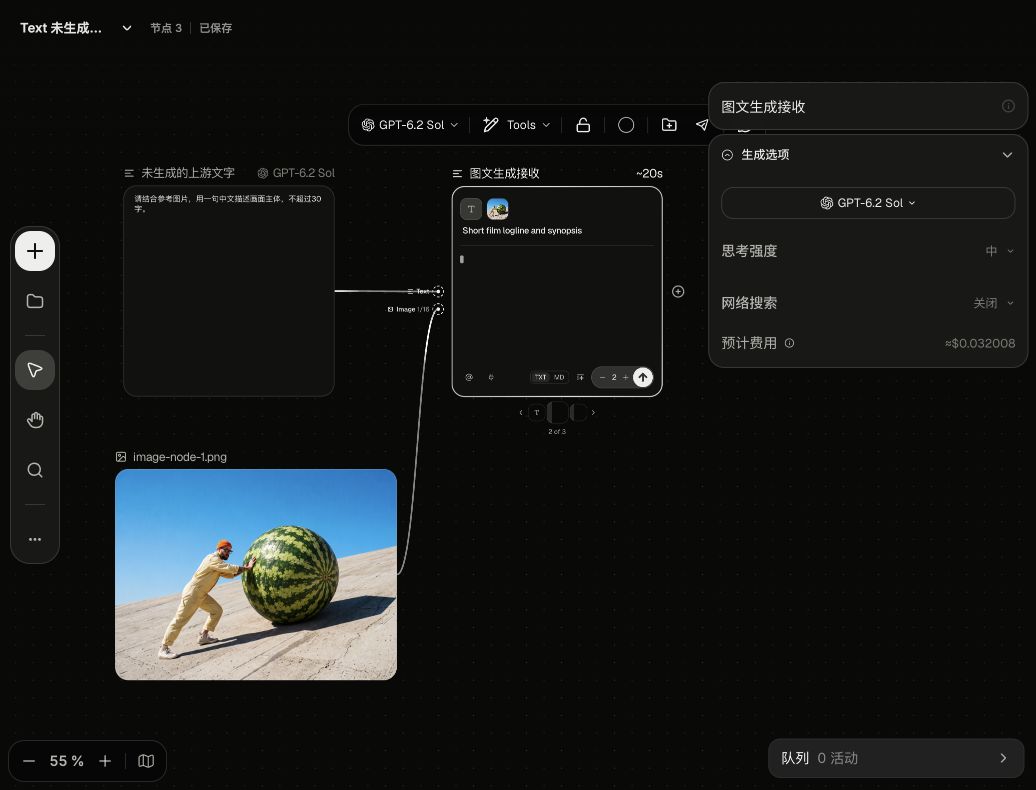 Text 未生成...
节点 3
已保存
GPT-6.2 Sol
Tools
图文生成接收
生成选项
GPT-6.2 Sol
思考强度
中
网络搜索
关闭
预计费用
≈$0.032008
未生成的上游文字
GPT-6.2 Sol
请结合参考图片，用一句中文描述画面主体，不超过30
字。
图文生成接收
~20s
T
Short film logline and synopsis
Text
Image 1/16
TXT
MD
2
T
2 of 3
image-node-1.png
55 %
队列
0 活动